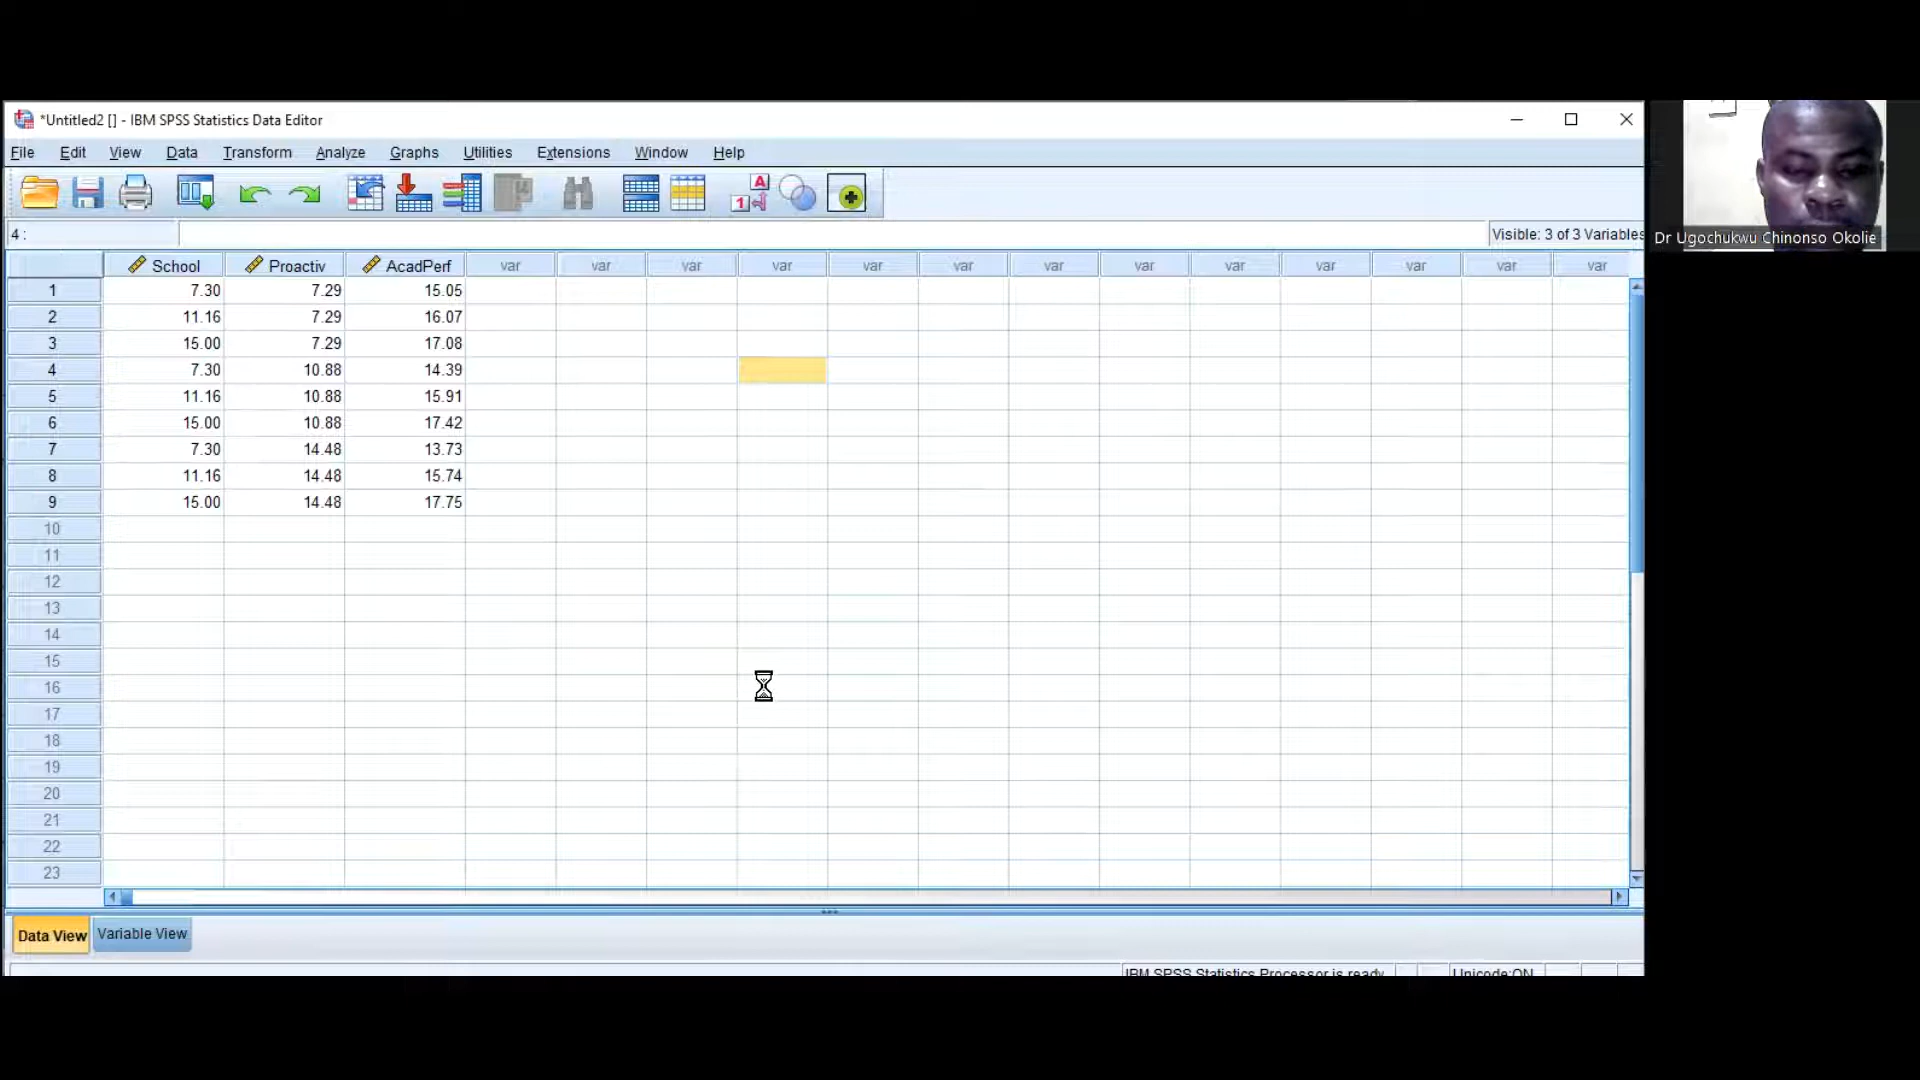 *Untitled2 [] - IBM SPSS Statistics Data Editor
File Edit View Data Transform Analyze Graphs Utilities Extensions Window Help
A
1
4 :
Visible: 3 of 3 Variables
Dr Ugochukwu Chinonso Okolie
School Proactiv AcadPerf var var var var var var var var var var var var var
1 7.30 7.29 15.05
2 11.16 7.29 16.07
3 15.00 7.29 17.08
4 7.30 10.88 14.39
5 11.16 10.88 15.91
6 15.00 10.88 17.42
7 7.30 14.48 13.73
8 11.16 14.48 15.74
9 15.00 14.48 17.75
10
11
12
13
14
15
16
17
18
19
20
21
22
23
Data View Variable View
IBM SPSS Statistics Processor is ready Unicode:ON